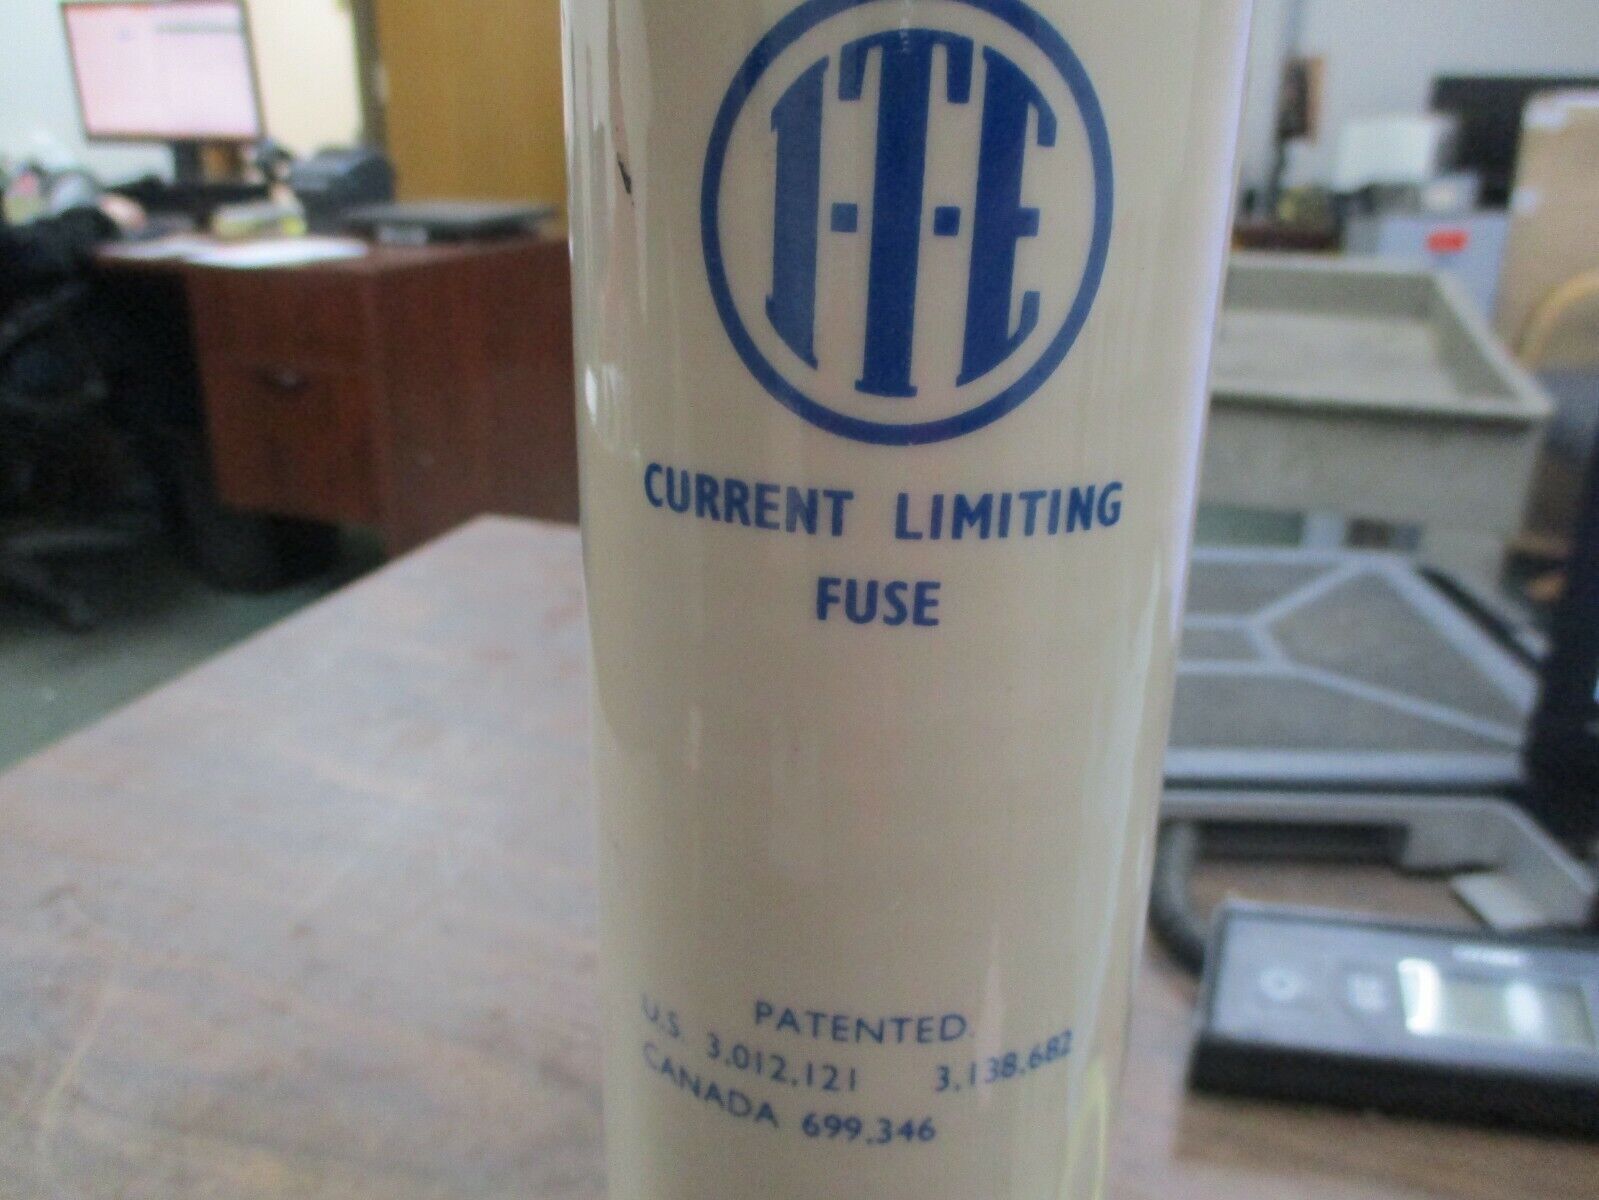 I-T-E
CURRENT LIMITING
FUSE
PATENTED.
U.S. 3,012,121 3,138,682
CANADA 699,346